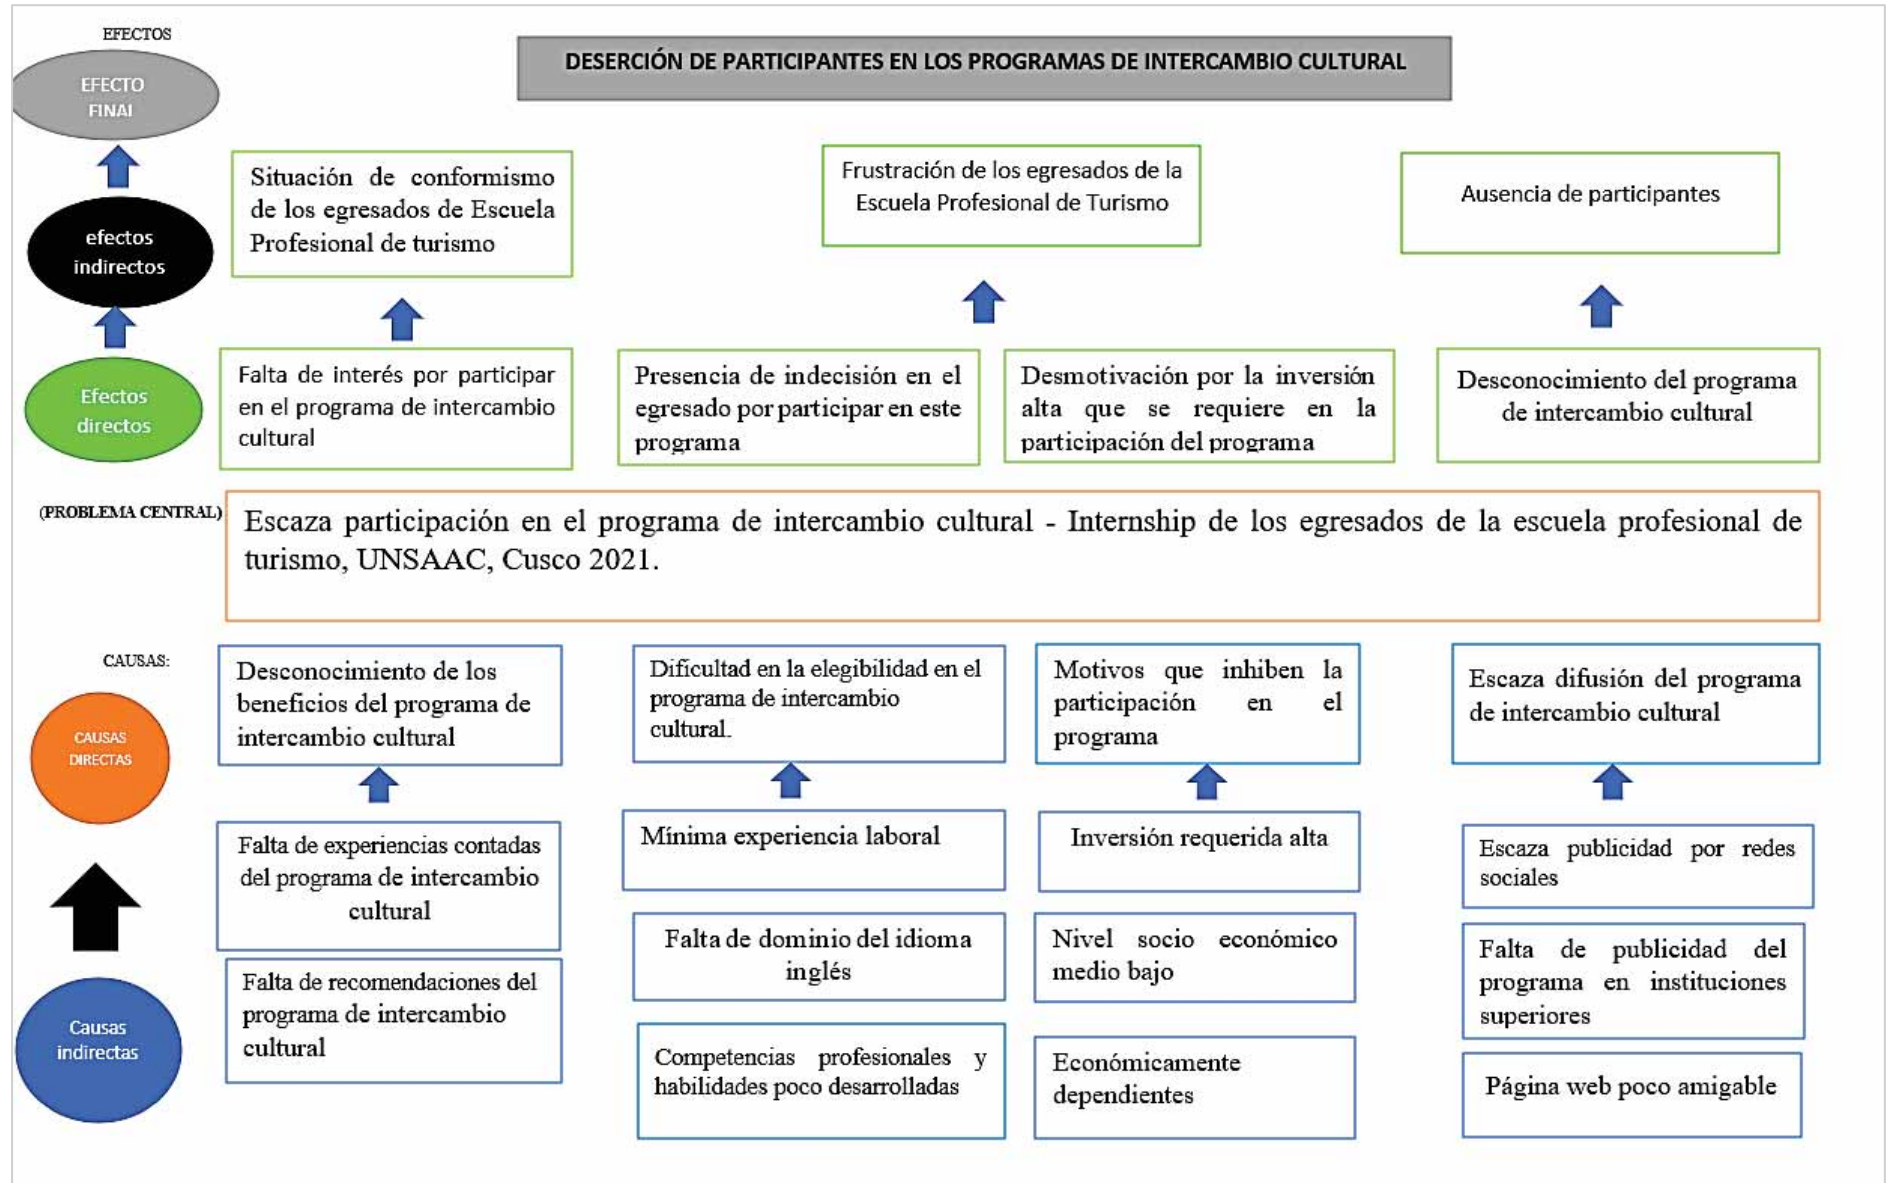 EFECTOS
DESERCIÓN DE PARTICIPANTES EN LOS PROGRAMAS DE INTERCAMBIO CULTURAL
EFECTO
FINAl
efectos
indirectos
Situación de conformismo
de los egresados de Escuela
Profesional de turismo
Frustración de los egresados de la
Escuela Profesional de Turismo
Ausencia de participantes
Efectos
directos
Falta de interés por participar
en el programa de intercambio
cultural
Presencia de indecisión en el
egresado por participar en este
programa
Desmotivación por la inversión
alta que se requiere en la
participación del programa
Desconocimiento del programa
de intercambio cultural
(PROBLEMA CENTRAL)
Escaza participación en el programa de intercambio cultural - Internship de los egresados de la escuela profesional de
turismo, UNSAAC, Cusco 2021.
CAUSAS:
CAUSAS
DIRECTAS
Desconocimiento de los
beneficios del programa de
intercambio cultural
Dificultad en la elegibilidad en el
programa de intercambio
cultural.
Motivos que inhiben la
participación en el
programa
Escaza difusión del programa
de intercambio cultural
Causas
indirectas
Falta de experiencias contadas
del programa de intercambio
cultural
Falta de recomendaciones del
programa de intercambio
cultural
Mínima experiencia laboral
Falta de dominio del idioma
inglés
Competencias profesionales y
habilidades poco desarrolladas
Inversión requerida alta
Nivel socio económico
medio bajo
Económicamente
dependientes
Escaza publicidad por redes
sociales
Falta de publicidad del
programa en instituciones
superiores
Página web poco amigable